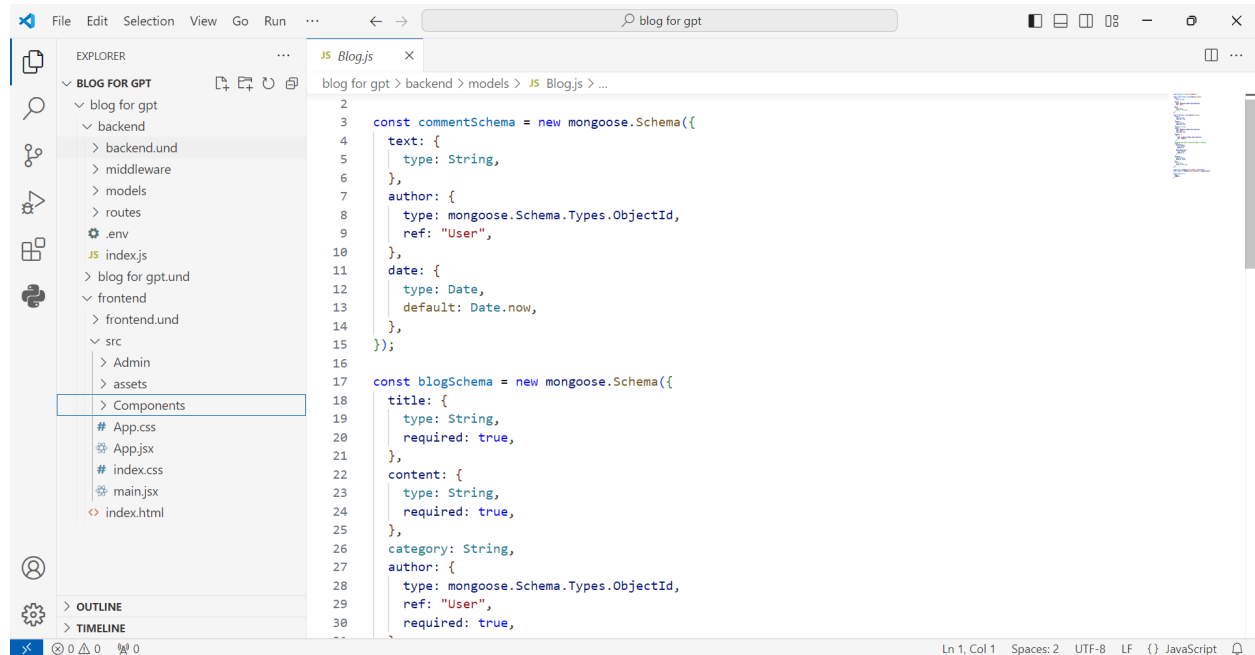 File Edit Selection View Go Run ··· ← → blog for gpt
EXPLORER ···
BLOG FOR GPT
blog for gpt
backend
backend.und
middleware
models
routes
.env
JS index.js
blog for gpt.und
frontend
frontend.und
src
Admin
assets
Components
# App.css
App.jsx
# index.css
main.jsx
<> index.html
OUTLINE
TIMELINE
JS Blog.js ×
blog for gpt > backend > models > JS Blog.js > ...
2
3 const commentSchema = new mongoose.Schema({
4 text: {
5 type: String,
6 },
7 author: {
8 type: mongoose.Schema.Types.ObjectId,
9 ref: "User",
10 },
11 date: {
12 type: Date,
13 default: Date.now,
14 },
15 });
16
17 const blogSchema = new mongoose.Schema({
18 title: {
19 type: String,
20 required: true,
21 },
22 content: {
23 type: String,
24 required: true,
25 },
26 category: String,
27 author: {
28 type: mongoose.Schema.Types.ObjectId,
29 ref: "User",
30 required: true,
0 0 0 Ln 1, Col 1 Spaces: 2 UTF-8 LF {} JavaScript